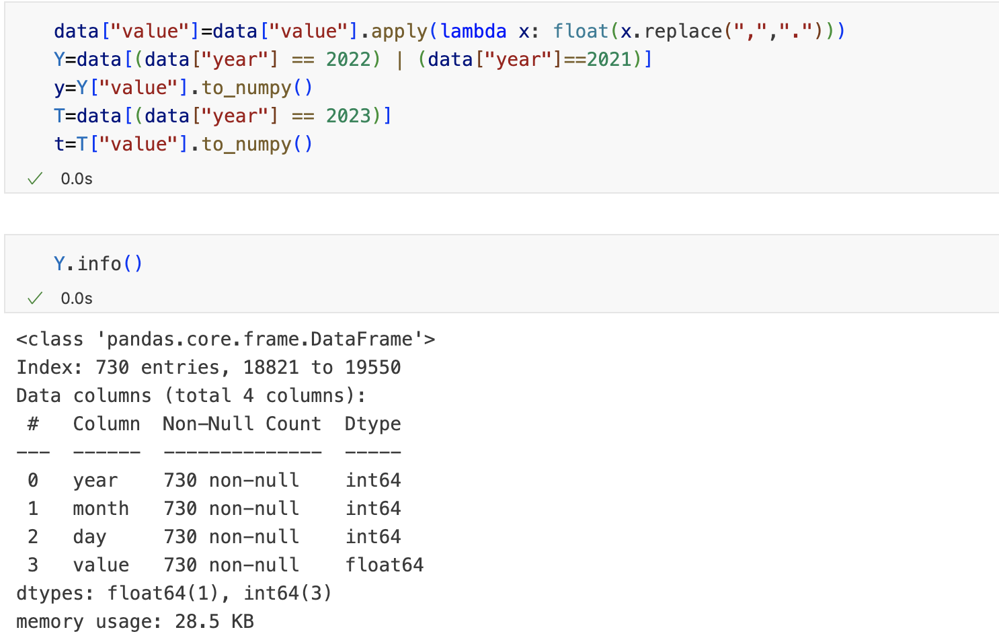 data["value"]=data["value"].apply(lambda x: float(x.replace(",",".")))
Y=data[(data["year"] == 2022) | (data["year"]==2021)]
y=Y["value"].to_numpy()
T=data[(data["year"] == 2023)]
t=T["value"].to_numpy()
✓ 0.0s
Y.info()
✓ 0.0s
<class 'pandas.core.frame.DataFrame'>
Index: 730 entries, 18821 to 19550
Data columns (total 4 columns):
 #   Column  Non-Null Count  Dtype
---  ------  --------------  -----
 0   year    730 non-null    int64
 1   month   730 non-null    int64
 2   day     730 non-null    int64
 3   value   730 non-null    float64
dtypes: float64(1), int64(3)
memory usage: 28.5 KB